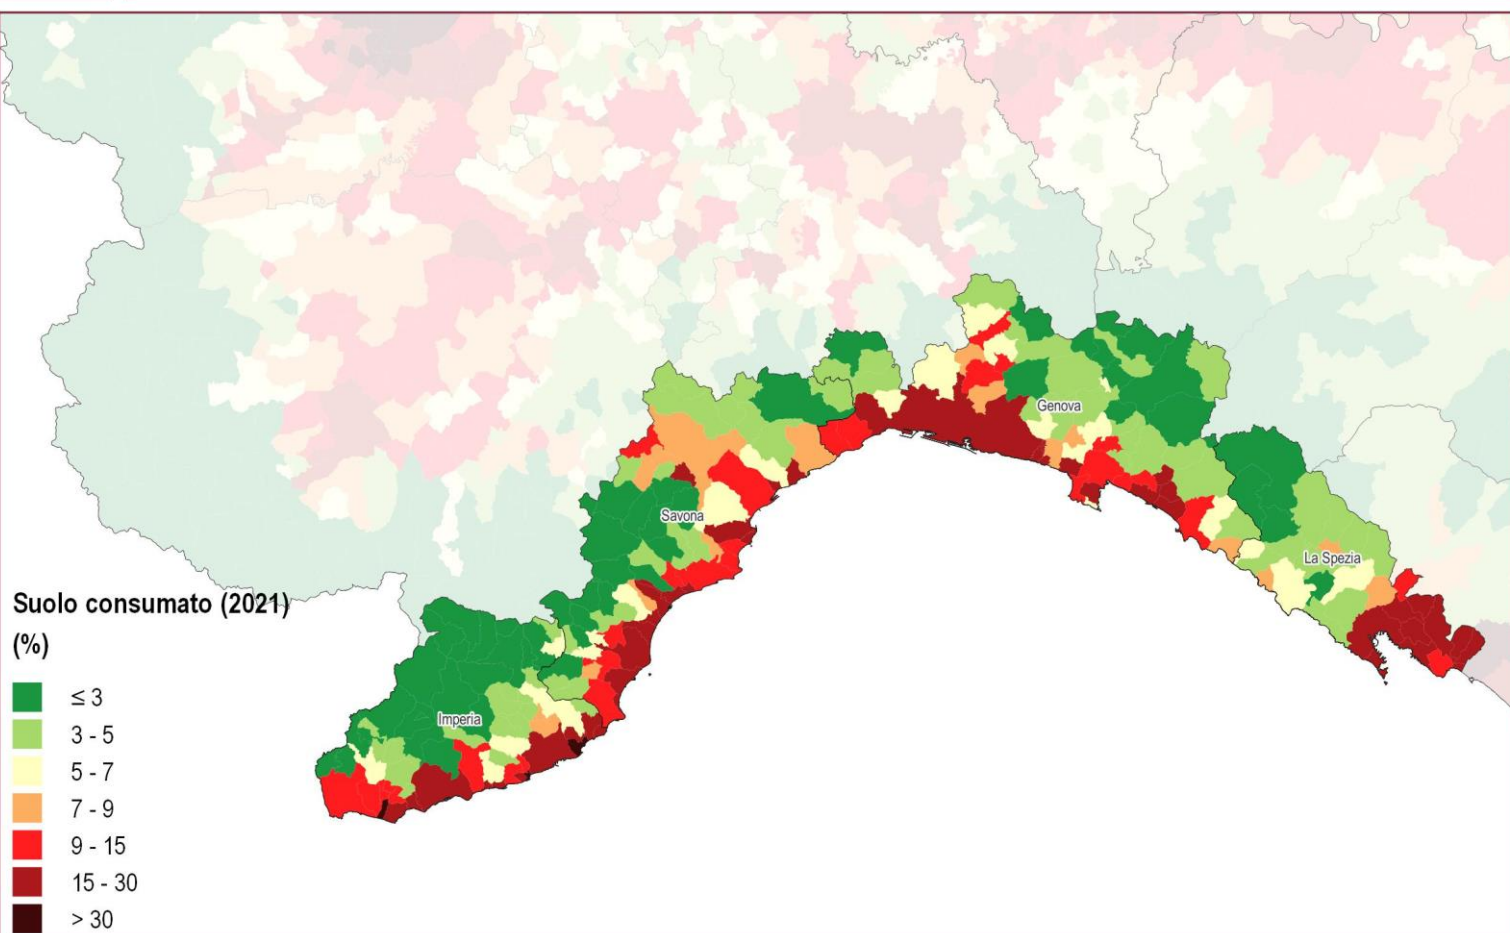 Genova
Savona
La Spezia
Imperia
Suolo consumato (2021)
(%)
≤ 3
3 - 5
5 - 7
7 - 9
9 - 15
15 - 30
> 30